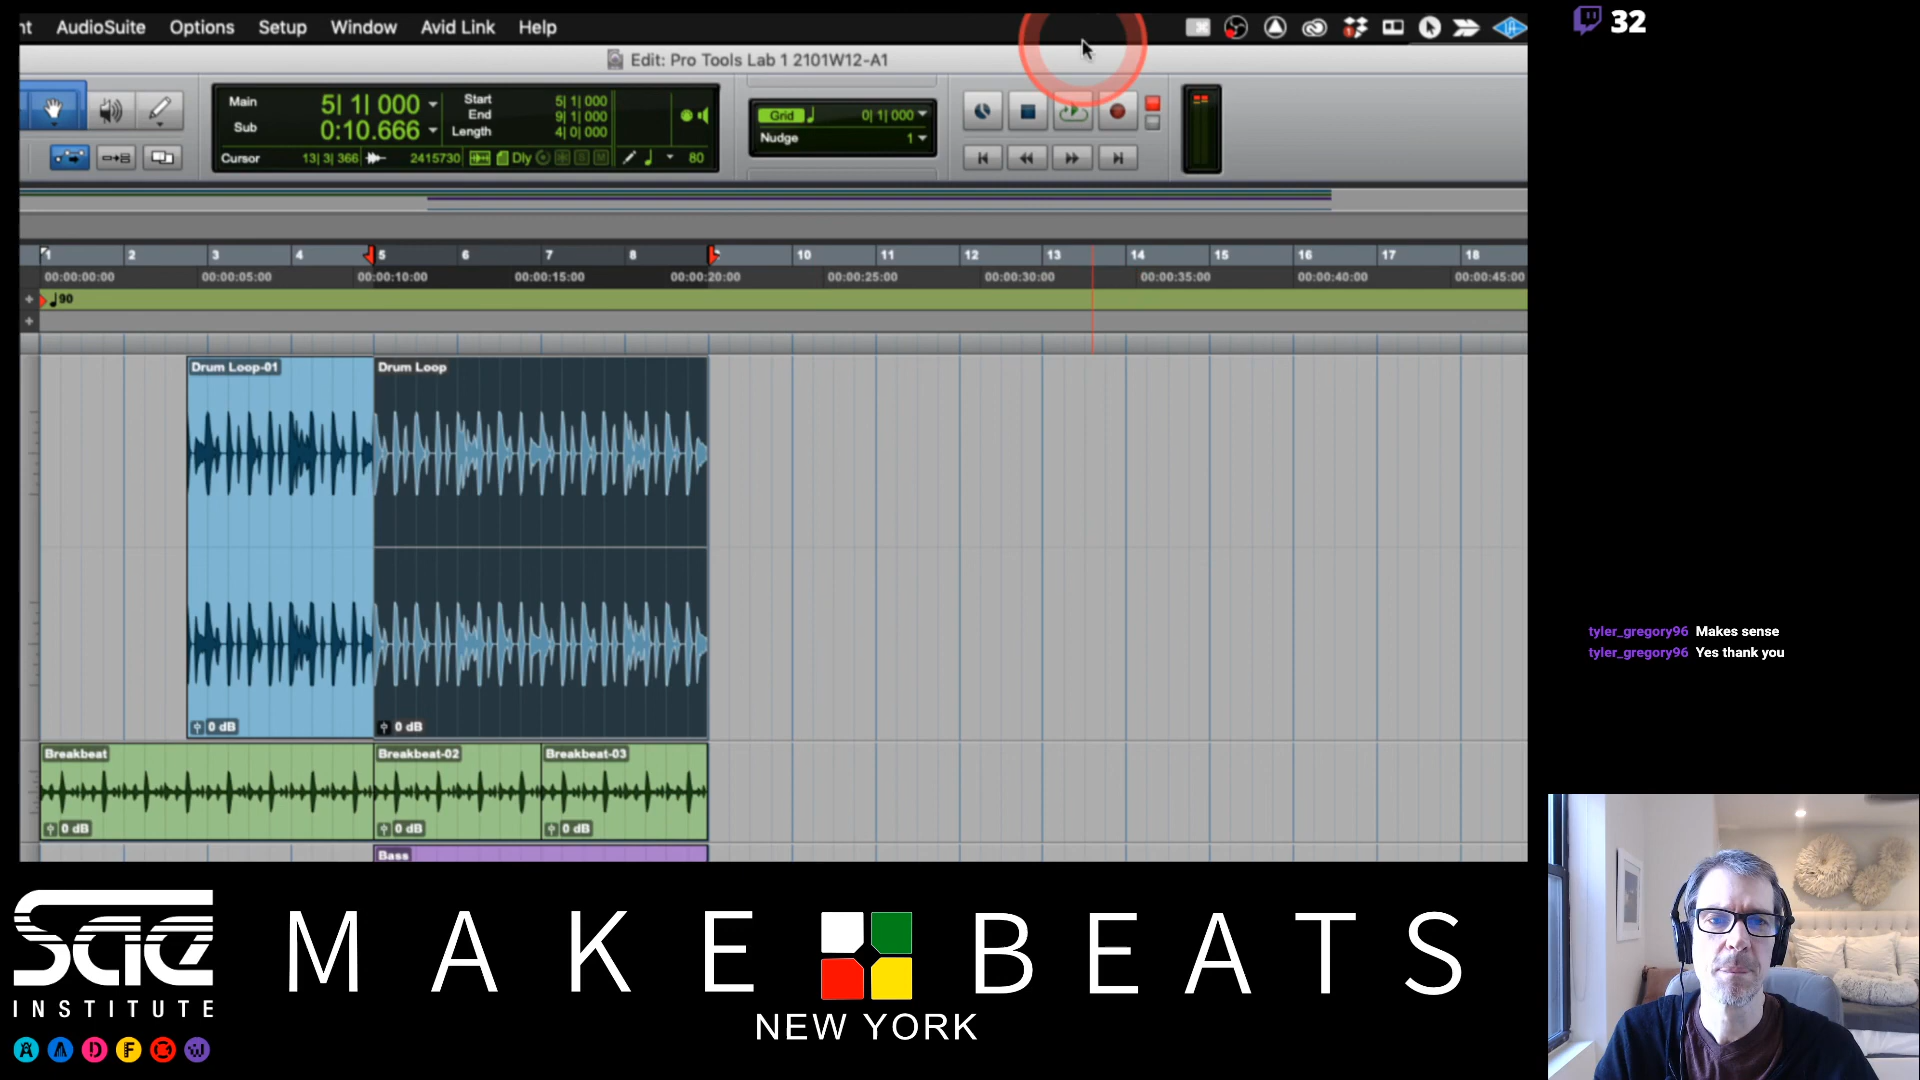 nt AudioSuite Options Setup Window Avid Link Help
32
Edit: Pro Tools Lab 1 2101W12-A1
Main 5| 1| 000
Sub 0:10.666
Start 5| 1| 000
End 9| 1| 000
Length 4| 0| 000
Cursor 13| 3| 366 2415730 Dly 80
Grid 0| 1| 000
Nudge 1
1 2 3 4 5 6 7 8 9 10 11 12 13 14 15 16 17 18
00:00:00:00 00:00:05:00 00:00:10:00 00:00:15:00 00:00:20:00 00:00:25:00 00:00:30:00 00:00:35:00 00:00:40:00 00:00:45:00
90
Drum Loop-01 Drum Loop
0 dB 0 dB
Breakbeat Breakbeat-02 Breakbeat-03
0 dB 0 dB 0 dB
Bass
tyler_gregory96 Makes sense
tyler_gregory96 Yes thank you
sae
INSTITUTE
MAKE BEATS
NEW YORK
A A D F W